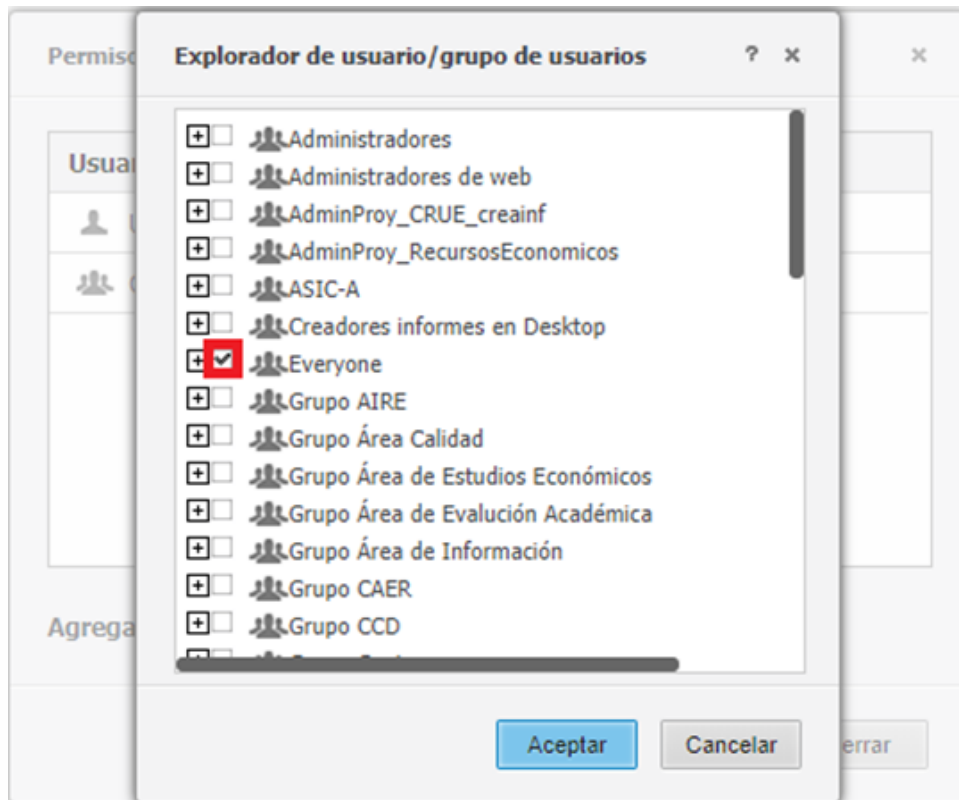 Explorador de usuario/grupo de usuarios ? ×
Administradores
Administradores de web
AdminProy_CRUE_creainf
AdminProy_RecursosEconomicos
ASIC-A
Creadores informes en Desktop
Everyone
Grupo AIRE
Grupo Área Calidad
Grupo Área de Estudios Económicos
Grupo Área de Evalución Académica
Grupo Área de Información
Grupo CAER
Grupo CCD
Aceptar Cancelar